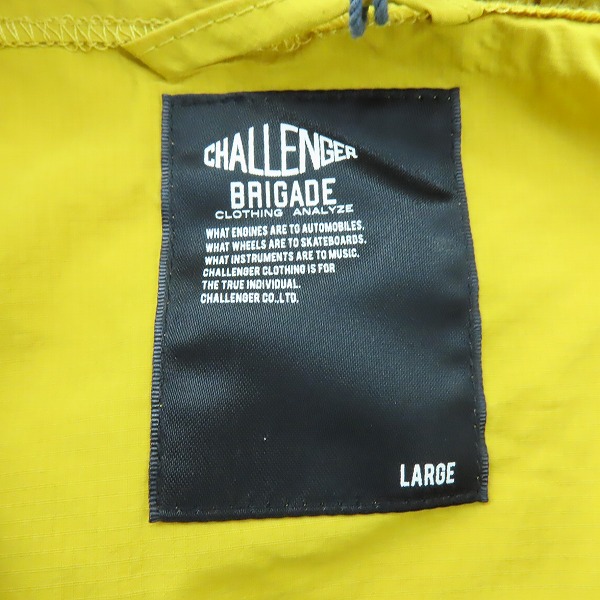 CHALLENGER
BRIGADE
CLOTHING ANALYZE
WHAT ENGINES ARE TO AUTOMOBILES.
WHAT WHEELS ARE TO SKATEBOARDS.
WHAT INSTRUMENTS ARE TO MUSIC.
CHALLENGER CLOTHING IS FOR
THE TRUE INDIVIDUAL.
CHALLENGER CO.,LTD.
LARGE